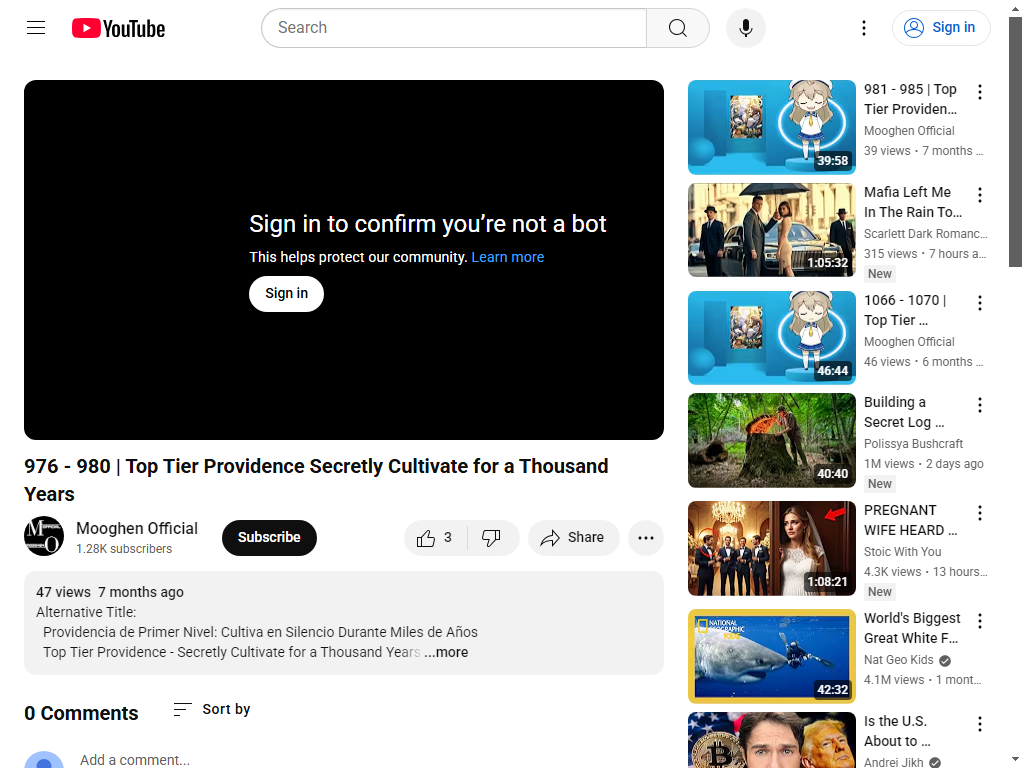 YouTube
Search
Sign in
Sign in to confirm you're not a bot
This helps protect our community. Learn more
Sign in
976 - 980 | Top Tier Providence Secretly Cultivate for a Thousand
Years
Mooghen Official
1.28K subscribers
Subscribe
3
Share
47 views 7 months ago
Alternative Title:
Providencia de Primer Nivel: Cultiva en Silencio Durante Miles de Años
Top Tier Providence - Secretly Cultivate for a Thousand Years ...more
0 Comments
Sort by
Add a comment...
981 - 985 | Top
Tier Providen...
Mooghen Official
39 views • 7 months ...
39:58
Mafia Left Me
In The Rain To...
Scarlett Dark Romanc...
315 views • 7 hours a...
New
1:05:32
1066 - 1070 |
Top Tier ...
Mooghen Official
46 views • 6 months ...
46:44
Building a
Secret Log ...
Polissya Bushcraft
1M views • 2 days ago
New
40:40
PREGNANT
WIFE HEARD ...
Stoic With You
4.3K views • 13 hours...
New
1:08:21
World's Biggest
Great White F...
Nat Geo Kids
4.1M views • 1 mont...
NATIONAL
GEOGRAPHIC
KIDS
42:32
Is the U.S.
About to ...
Andrei Jikh